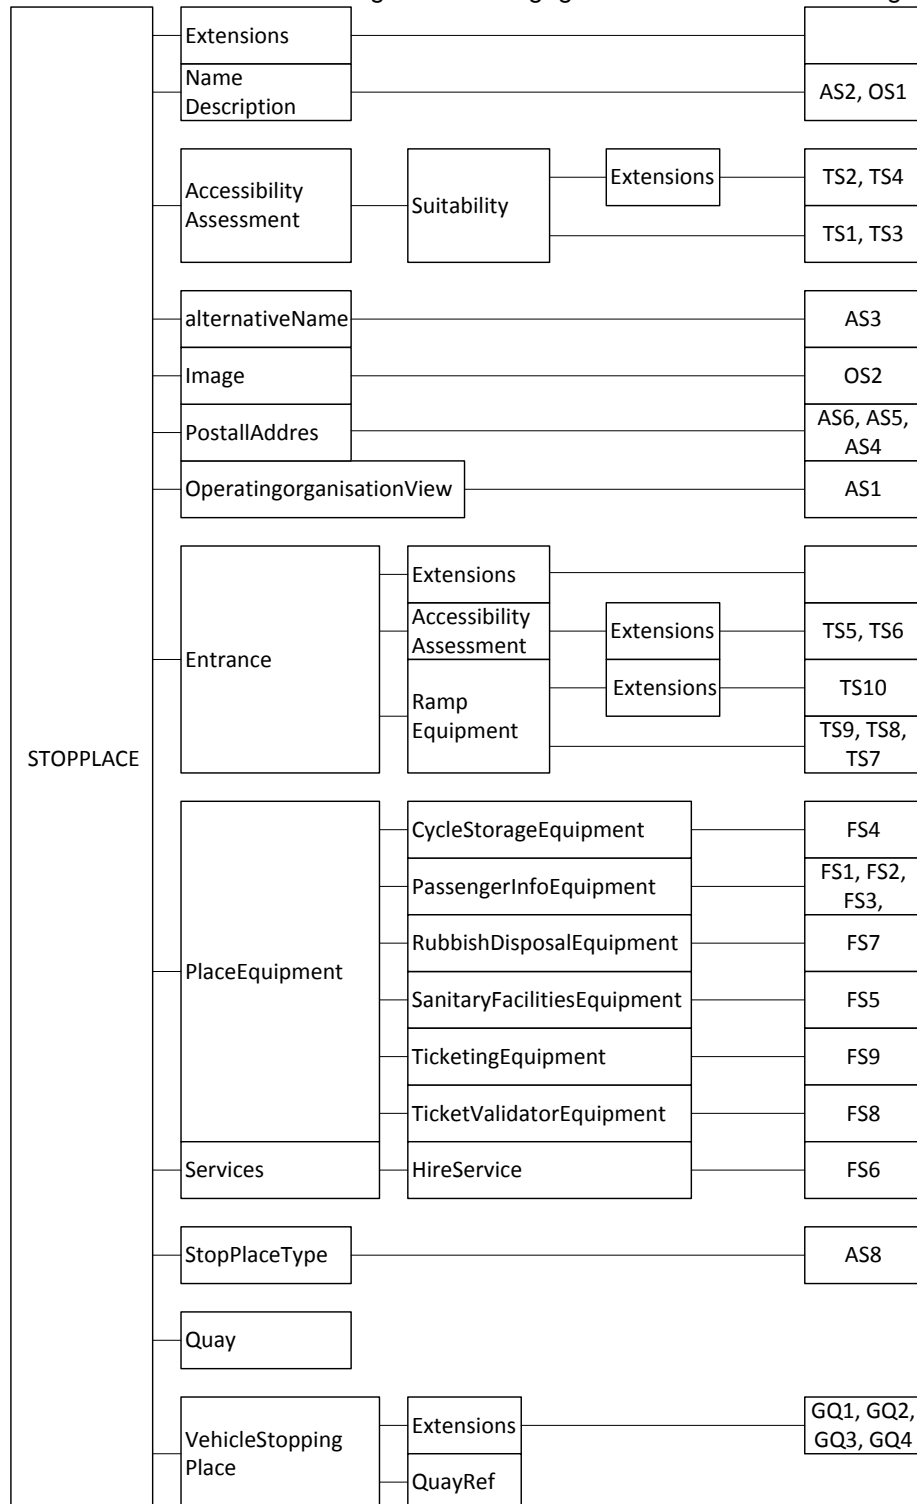 Extensions
Name
Description
AS2, OS1
Accessibility
Assessment
Suitability
Extensions
TS2, TS4
TS1, TS3
alternativeName
AS3
Image
OS2
PostallAddres
AS6, AS5,
AS4
OperatingorganisationView
AS1
STOPPLACE
Entrance
Extensions
Accessibility
Assessment
Extensions
TS5, TS6
Ramp
Equipment
Extensions
TS10
TS9, TS8,
TS7
PlaceEquipment
CycleStorageEquipment
FS4
PassengerInfoEquipment
FS1, FS2,
FS3,
RubbishDisposalEquipment
FS7
SanitaryFacilitiesEquipment
FS5
TicketingEquipment
FS9
TicketValidatorEquipment
FS8
Services
HireService
FS6
StopPlaceType
AS8
Quay
VehicleStopping
Place
Extensions
GQ1, GQ2,
GQ3, GQ4
QuayRef